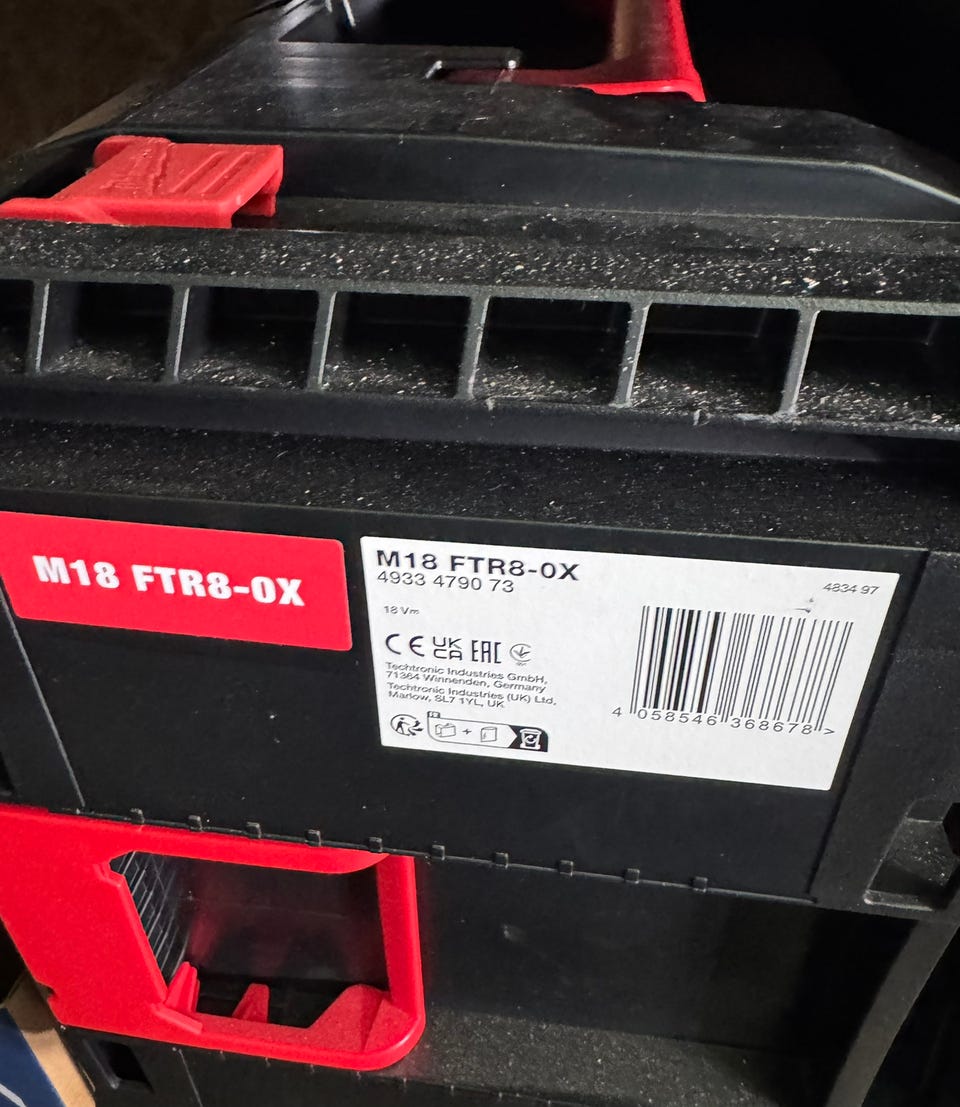 M18 FTR8-0X
M18 FTR8-0X
4933 4790 73
4834 97
18 V
CE UK CA EAC
Techtronic Industries GmbH,
71364 Winnenden, Germany
Techtronic Industries (UK) Ltd.
Marlow, SL7 1YL, UK
FR
+
4 058546 368678 >